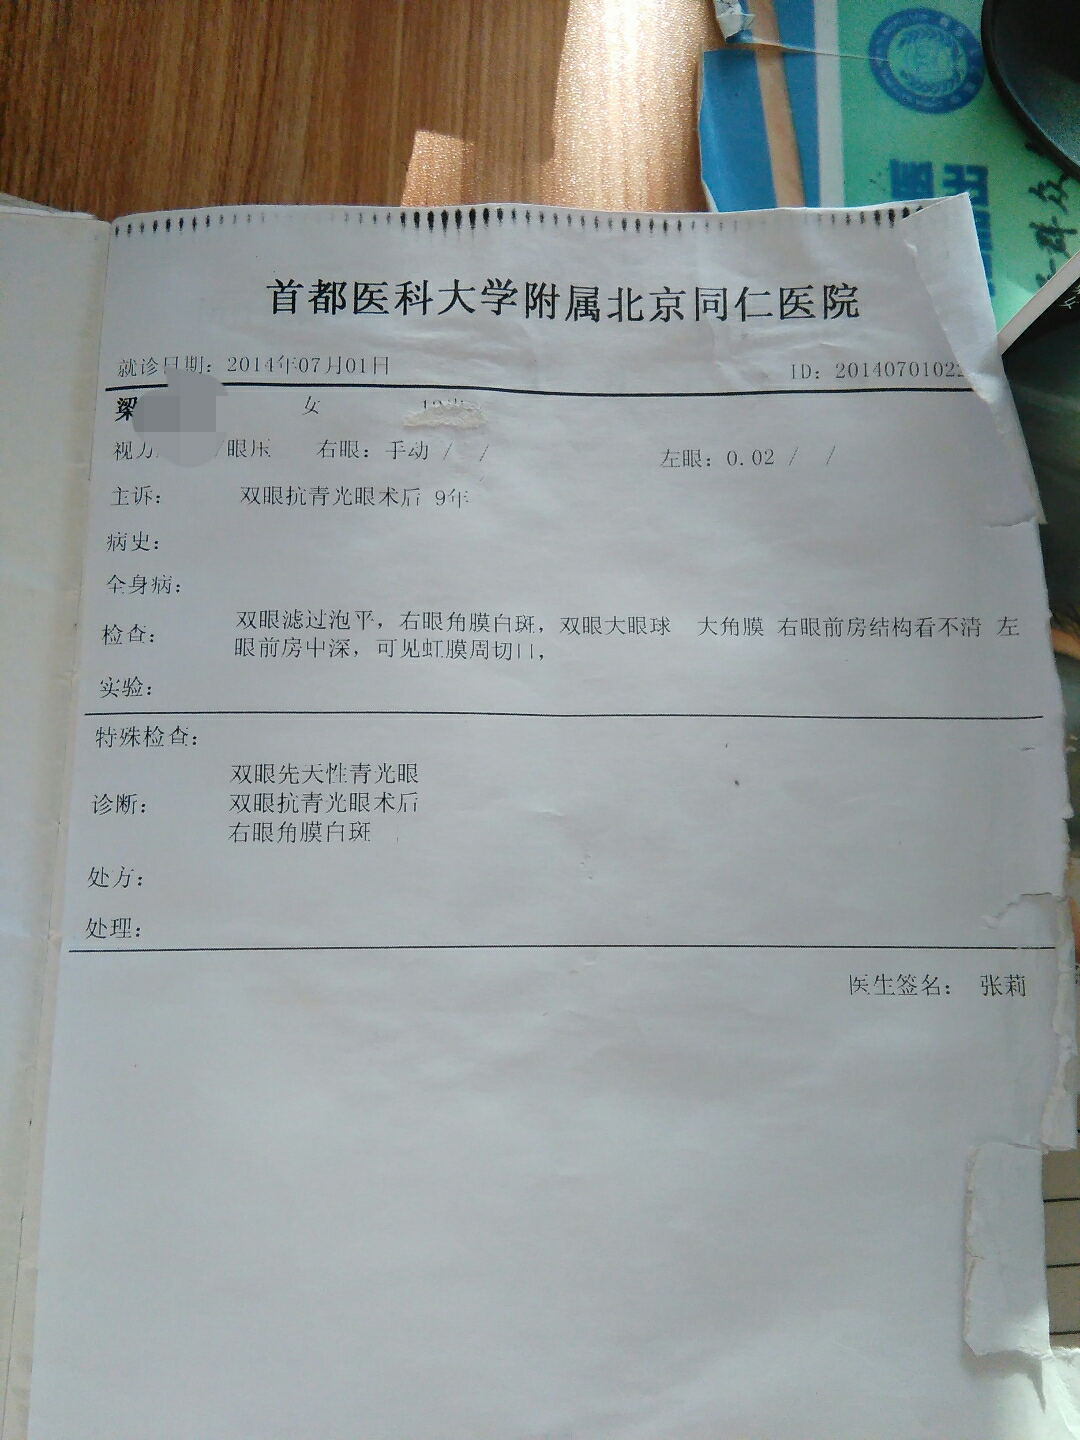 首都医科大学附属北京同仁医院
就诊日期：2014年07月01日 ID：201407010
梁 女
视力 /眼压 右眼：手动 / / 左眼：0.02 / /
主诉： 双眼抗青光眼术后 9年
病史：
全身病：
检查： 双眼滤过泡平，右眼角膜白斑，双眼大眼球 大角膜 右眼前房结构看不清 左
眼前房中深，可见虹膜周切口，
实验：
特殊检查：
双眼先天性青光眼
诊断： 双眼抗青光眼术后
右眼角膜白斑
处方：
处理：
医生签名： 张莉
群众